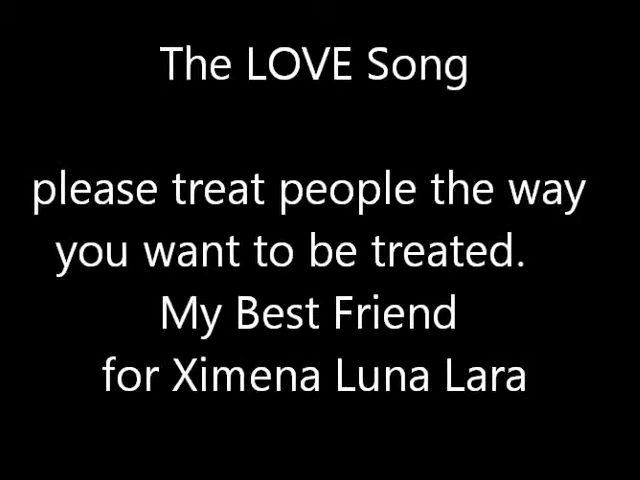 The LOVE Song
please treat people the way
you want to be treated.
My Best Friend
for Ximena Luna Lara